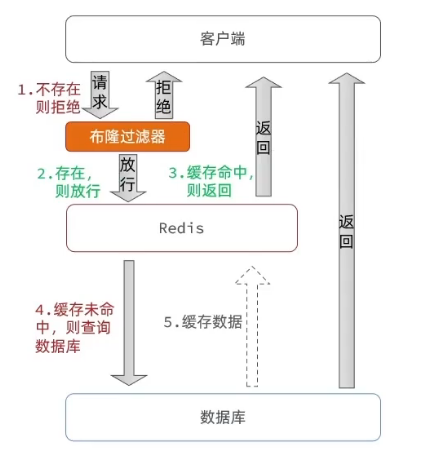 客户端
1.不存在
则拒绝
请求
拒绝
布隆过滤器
2.存在，
则放行
放行
3.缓存命中，
则返回
返回
Redis
返回
4.缓存未命
中，则查询
数据库
5.缓存数据
数据库